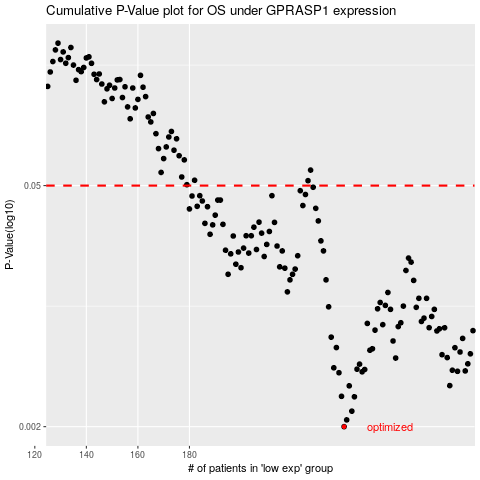 Cumulative P-Value plot for OS under GPRASP1 expression
P-Value(log10)
0.05
0.002
optimized
120 140 160 180
# of patients in 'low exp' group